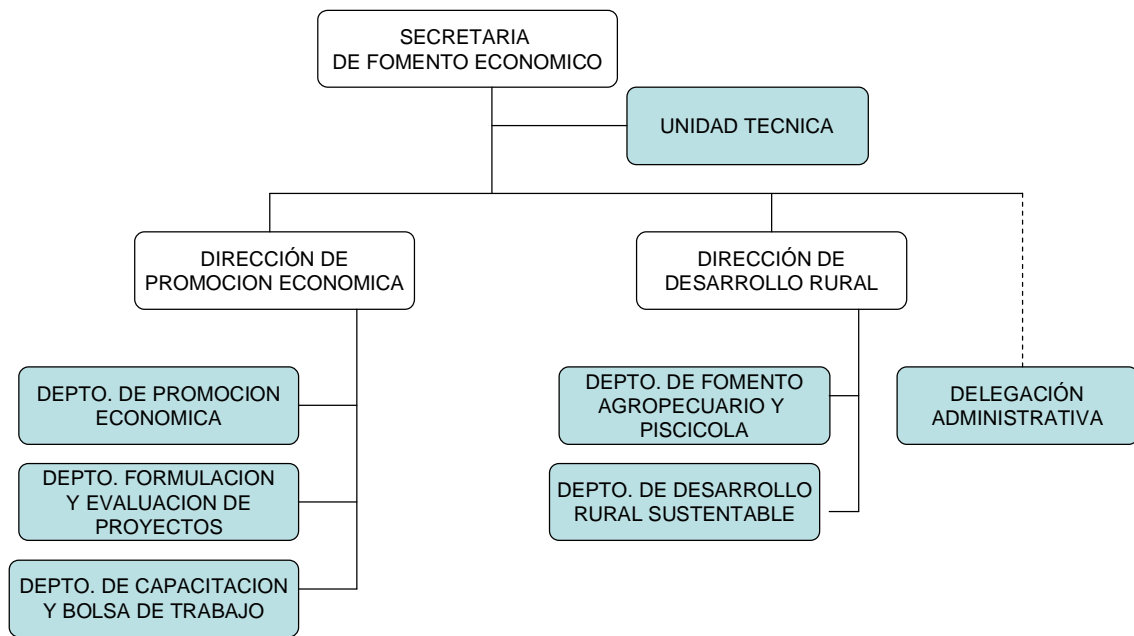 SECRETARIA
DE FOMENTO ECONOMICO
UNIDAD TECNICA
DIRECCIÓN DE
PROMOCION ECONOMICA
DIRECCIÓN DE
DESARROLLO RURAL
DEPTO. DE PROMOCION
ECONOMICA
DEPTO. FORMULACION
Y EVALUACION DE
PROYECTOS
DEPTO. DE CAPACITACION
Y BOLSA DE TRABAJO
DEPTO. DE FOMENTO
AGROPECUARIO Y
PISCICOLA
DEPTO. DE DESARROLLO
RURAL SUSTENTABLE
DELEGACIÓN
ADMINISTRATIVA